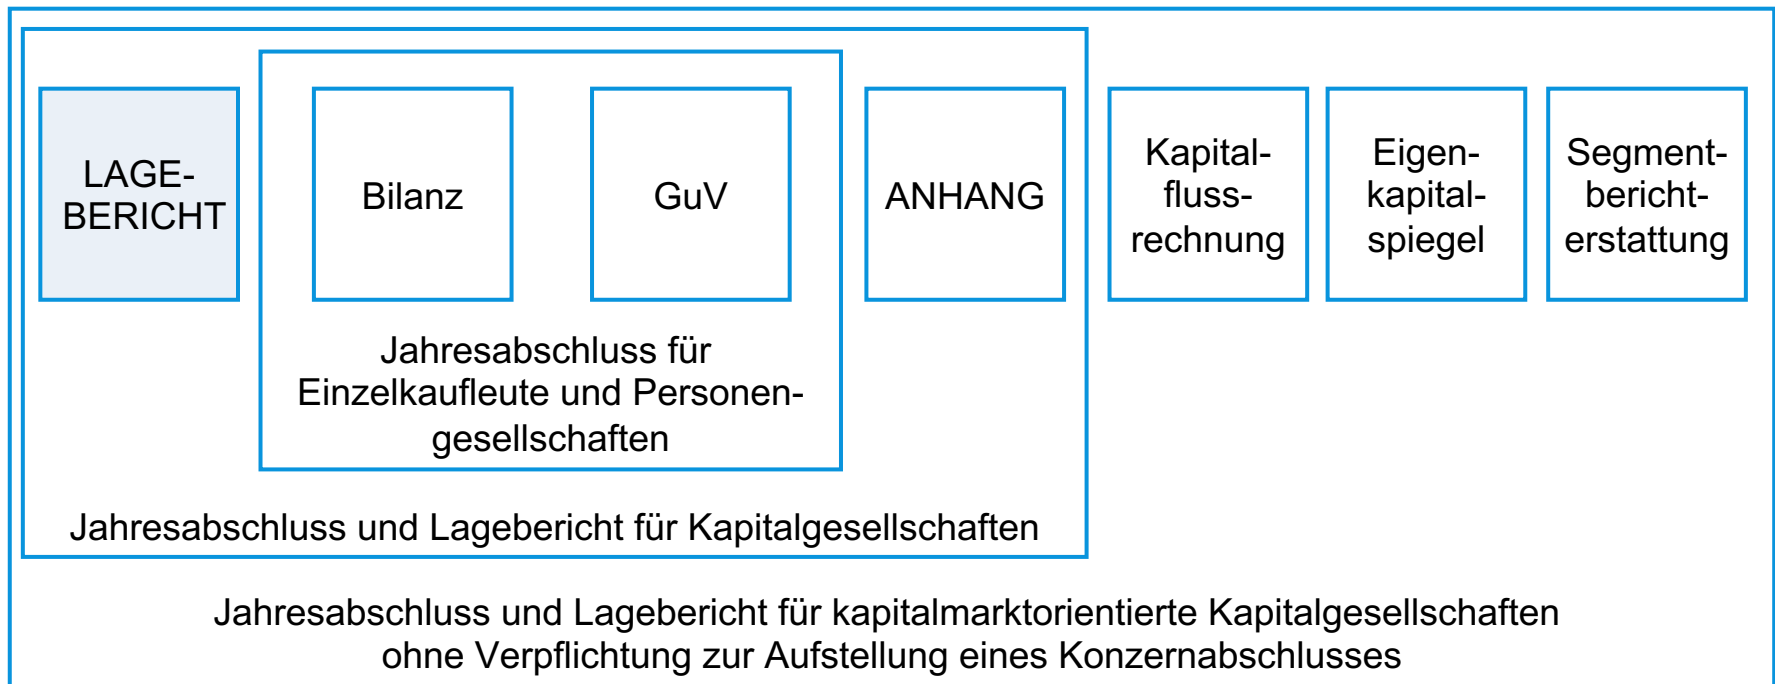 LAGE-
BERICHT
Bilanz
GuV
ANHANG
Kapital-
fluss-
rechnung
Eigen-
kapital-
spiegel
Segment-
bericht-
erstattung
Jahresabschluss für
Einzelkaufleute und Personen-
gesellschaften
Jahresabschluss und Lagebericht für Kapitalgesellschaften
Jahresabschluss und Lagebericht für kapitalmarktorientierte Kapitalgesellschaften
ohne Verpflichtung zur Aufstellung eines Konzernabschlusses